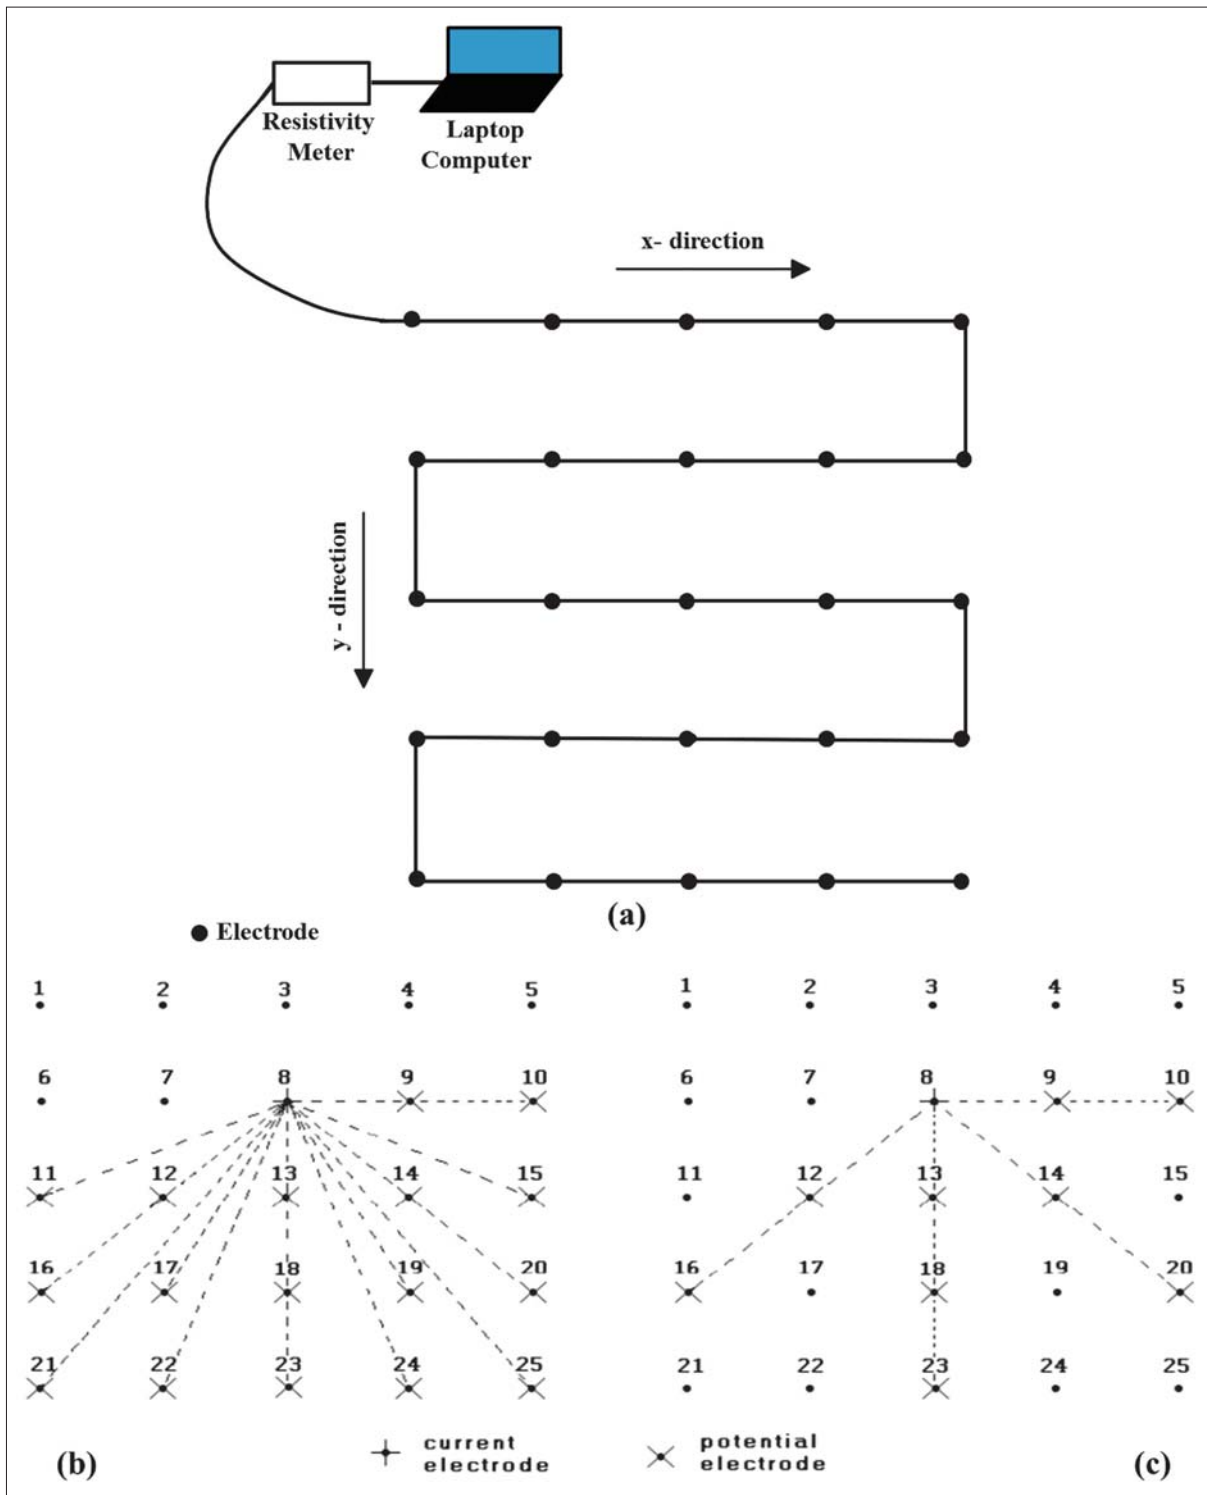 Resistivity
Meter
Laptop
Computer
x- direction
y - direction
(a)
Electrode
1 2 3 4 5
6 7 8 9 10
11 12 13 14 15
16 17 18 19 20
21 22 23 24 25
1 2 3 4 5
6 7 8 9 10
11 12 13 14 15
16 17 18 19 20
21 22 23 24 25
(b)
current
electrode
potential
electrode
(c)